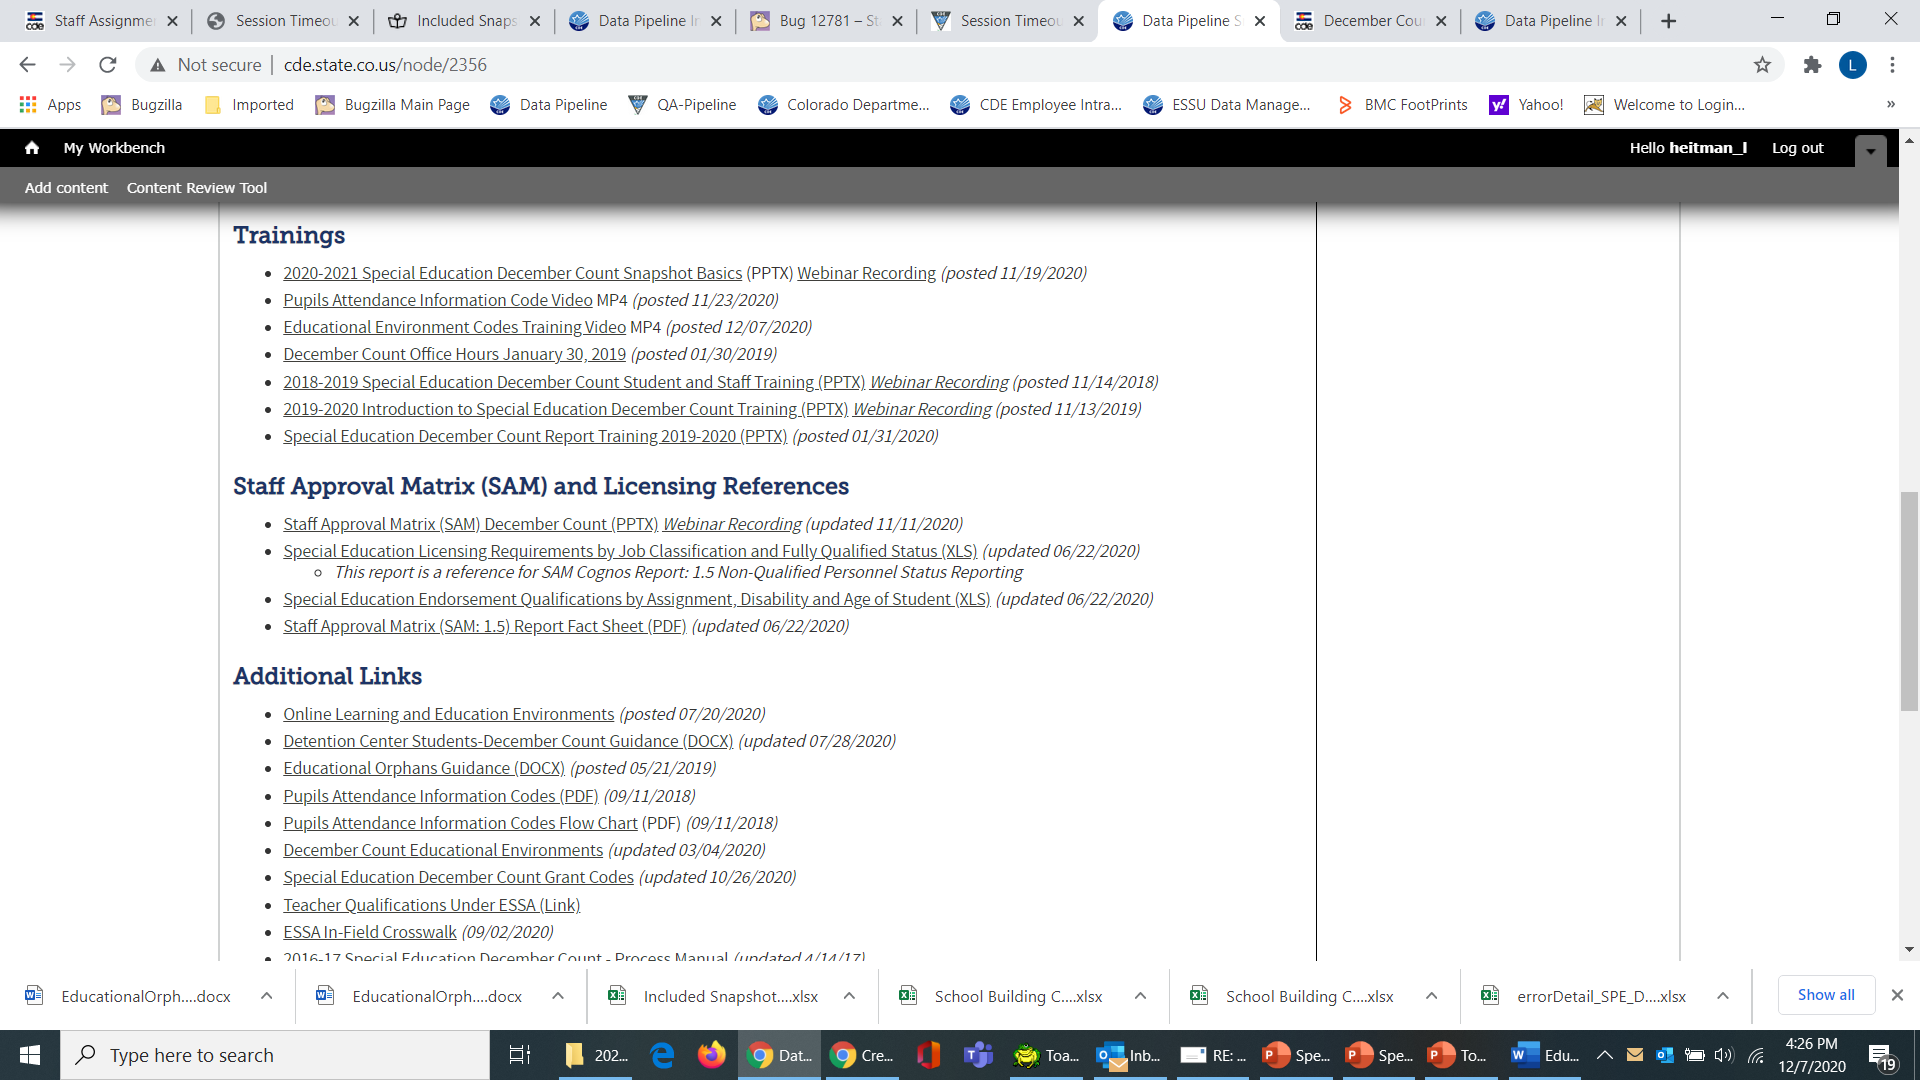 Staff Assignmen
Session Timeou
Included Snaps
Data Pipeline In
Bug 12781 – St
Session Timeou
Data Pipeline S
December Cou
Data Pipeline In
Not secure | cde.state.co.us/node/2356
L
Apps Bugzilla Imported Bugzilla Main Page Data Pipeline QA-Pipeline Colorado Departme... CDE Employee Intra... ESSU Data Manage... BMC FootPrints Yahoo! Welcome to Login... »
My Workbench Hello heitman_l Log out
Add content Content Review Tool
Trainings
• 2020-2021 Special Education December Count Snapshot Basics (PPTX) Webinar Recording (posted 11/19/2020)
• Pupils Attendance Information Code Video MP4 (posted 11/23/2020)
• Educational Environment Codes Training Video MP4 (posted 12/07/2020)
• December Count Office Hours January 30, 2019 (posted 01/30/2019)
• 2018-2019 Special Education December Count Student and Staff Training (PPTX) Webinar Recording (posted 11/14/2018)
• 2019-2020 Introduction to Special Education December Count Training (PPTX) Webinar Recording (posted 11/13/2019)
• Special Education December Count Report Training 2019-2020 (PPTX) (posted 01/31/2020)
Staff Approval Matrix (SAM) and Licensing References
• Staff Approval Matrix (SAM) December Count (PPTX) Webinar Recording (updated 11/11/2020)
• Special Education Licensing Requirements by Job Classification and Fully Qualified Status (XLS) (updated 06/22/2020)
◦ This report is a reference for SAM Cognos Report: 1.5 Non-Qualified Personnel Status Reporting
• Special Education Endorsement Qualifications by Assignment, Disability and Age of Student (XLS) (updated 06/22/2020)
• Staff Approval Matrix (SAM: 1.5) Report Fact Sheet (PDF) (updated 06/22/2020)
Additional Links
• Online Learning and Education Environments (posted 07/20/2020)
• Detention Center Students-December Count Guidance (DOCX) (updated 07/28/2020)
• Educational Orphans Guidance (DOCX) (posted 05/21/2019)
• Pupils Attendance Information Codes (PDF) (09/11/2018)
• Pupils Attendance Information Codes Flow Chart (PDF) (09/11/2018)
• December Count Educational Environments (updated 03/04/2020)
• Special Education December Count Grant Codes (updated 10/26/2020)
• Teacher Qualifications Under ESSA (Link)
• ESSA In-Field Crosswalk (09/02/2020)
• 2016-17 Special Education December Count - Process Manual (updated 4/14/17)
EducationalOrph....docx EducationalOrph....docx Included Snapshot....xlsx School Building C....xlsx School Building C....xlsx errorDetail_SPE_D....xlsx Show all
Type here to search 202... Dat... Cre... Toa... Inb... RE: ... Spe... Spe... To... Edu... 4:26 PM
12/7/2020 19